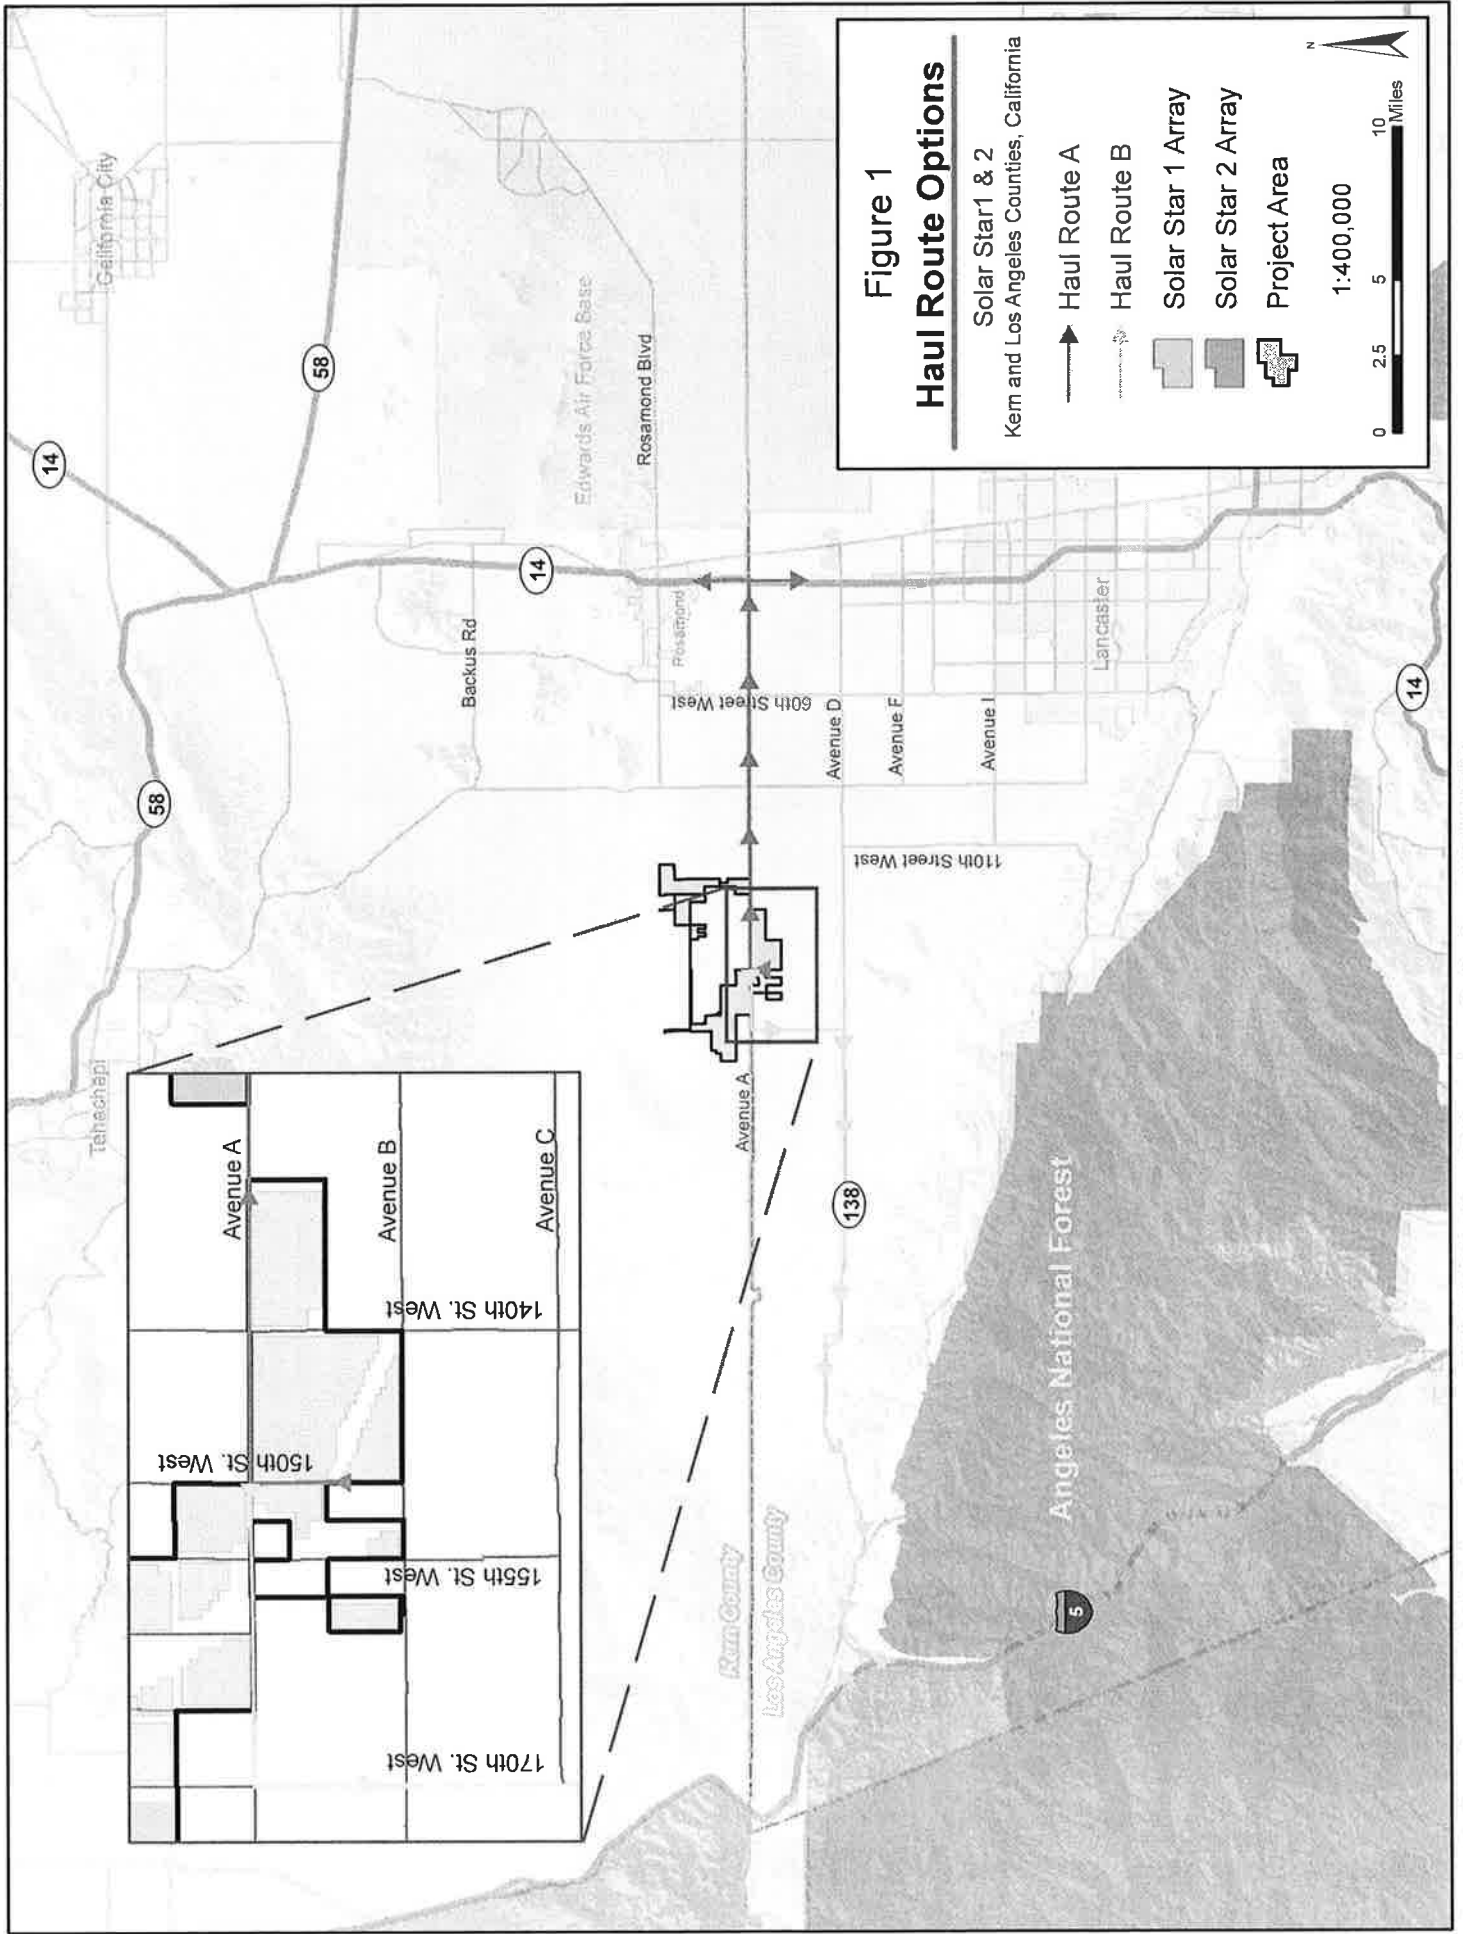 Figure 1
Haul Route Options
Solar Star1 & 2
Kern and Los Angeles Counties, California
Haul Route A
Haul Route B
Solar Star 1 Array
Solar Star 2 Array
Project Area
1:400,000
0 2.5 5 10
Miles
N
Tehachapi
58
58
14
14
California City
Backus Rd
Edwards Air Force Base
Rosamond Blvd
Rosamond
60th Street West
Avenue D
Avenue F
Avenue I
110th Street West
Lancaster
14
Avenue A
138
Kern County
Los Angeles County
Angeles National Forest
5
Avenue A
Avenue B
Avenue C
140th St. West
150th St. West
155th St. West
170th St. West